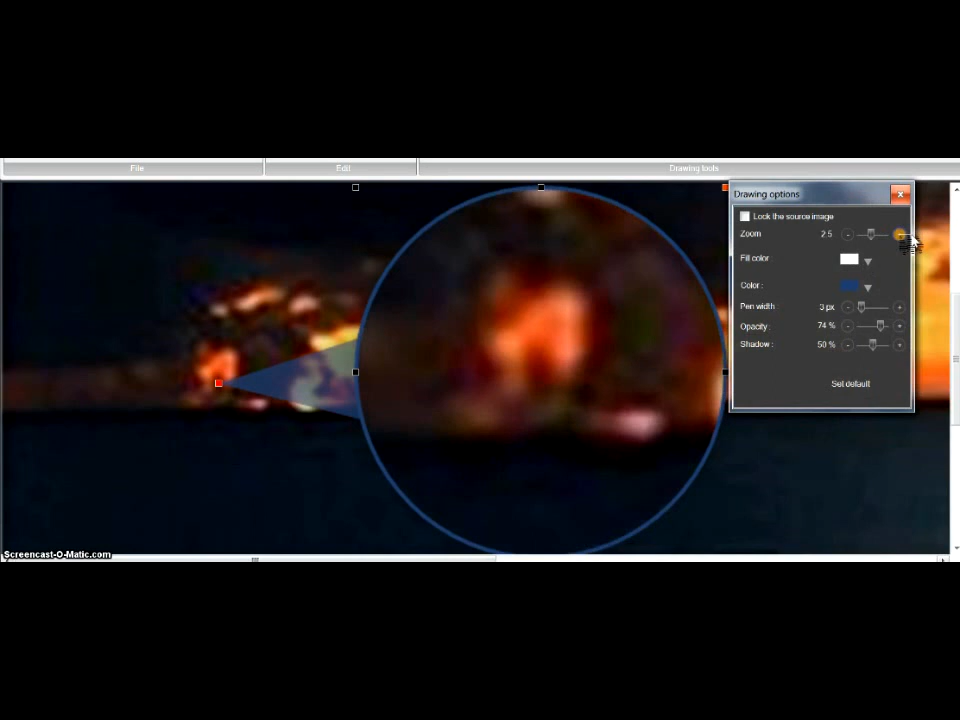 File Edit Drawing tools
Drawing options
Lock the source image
Zoom 2.5
Fill color :
Color :
Pen width 3 px
Opacity : 74 %
Shadow : 50 %
Set default
Screencast-O-Matic.com